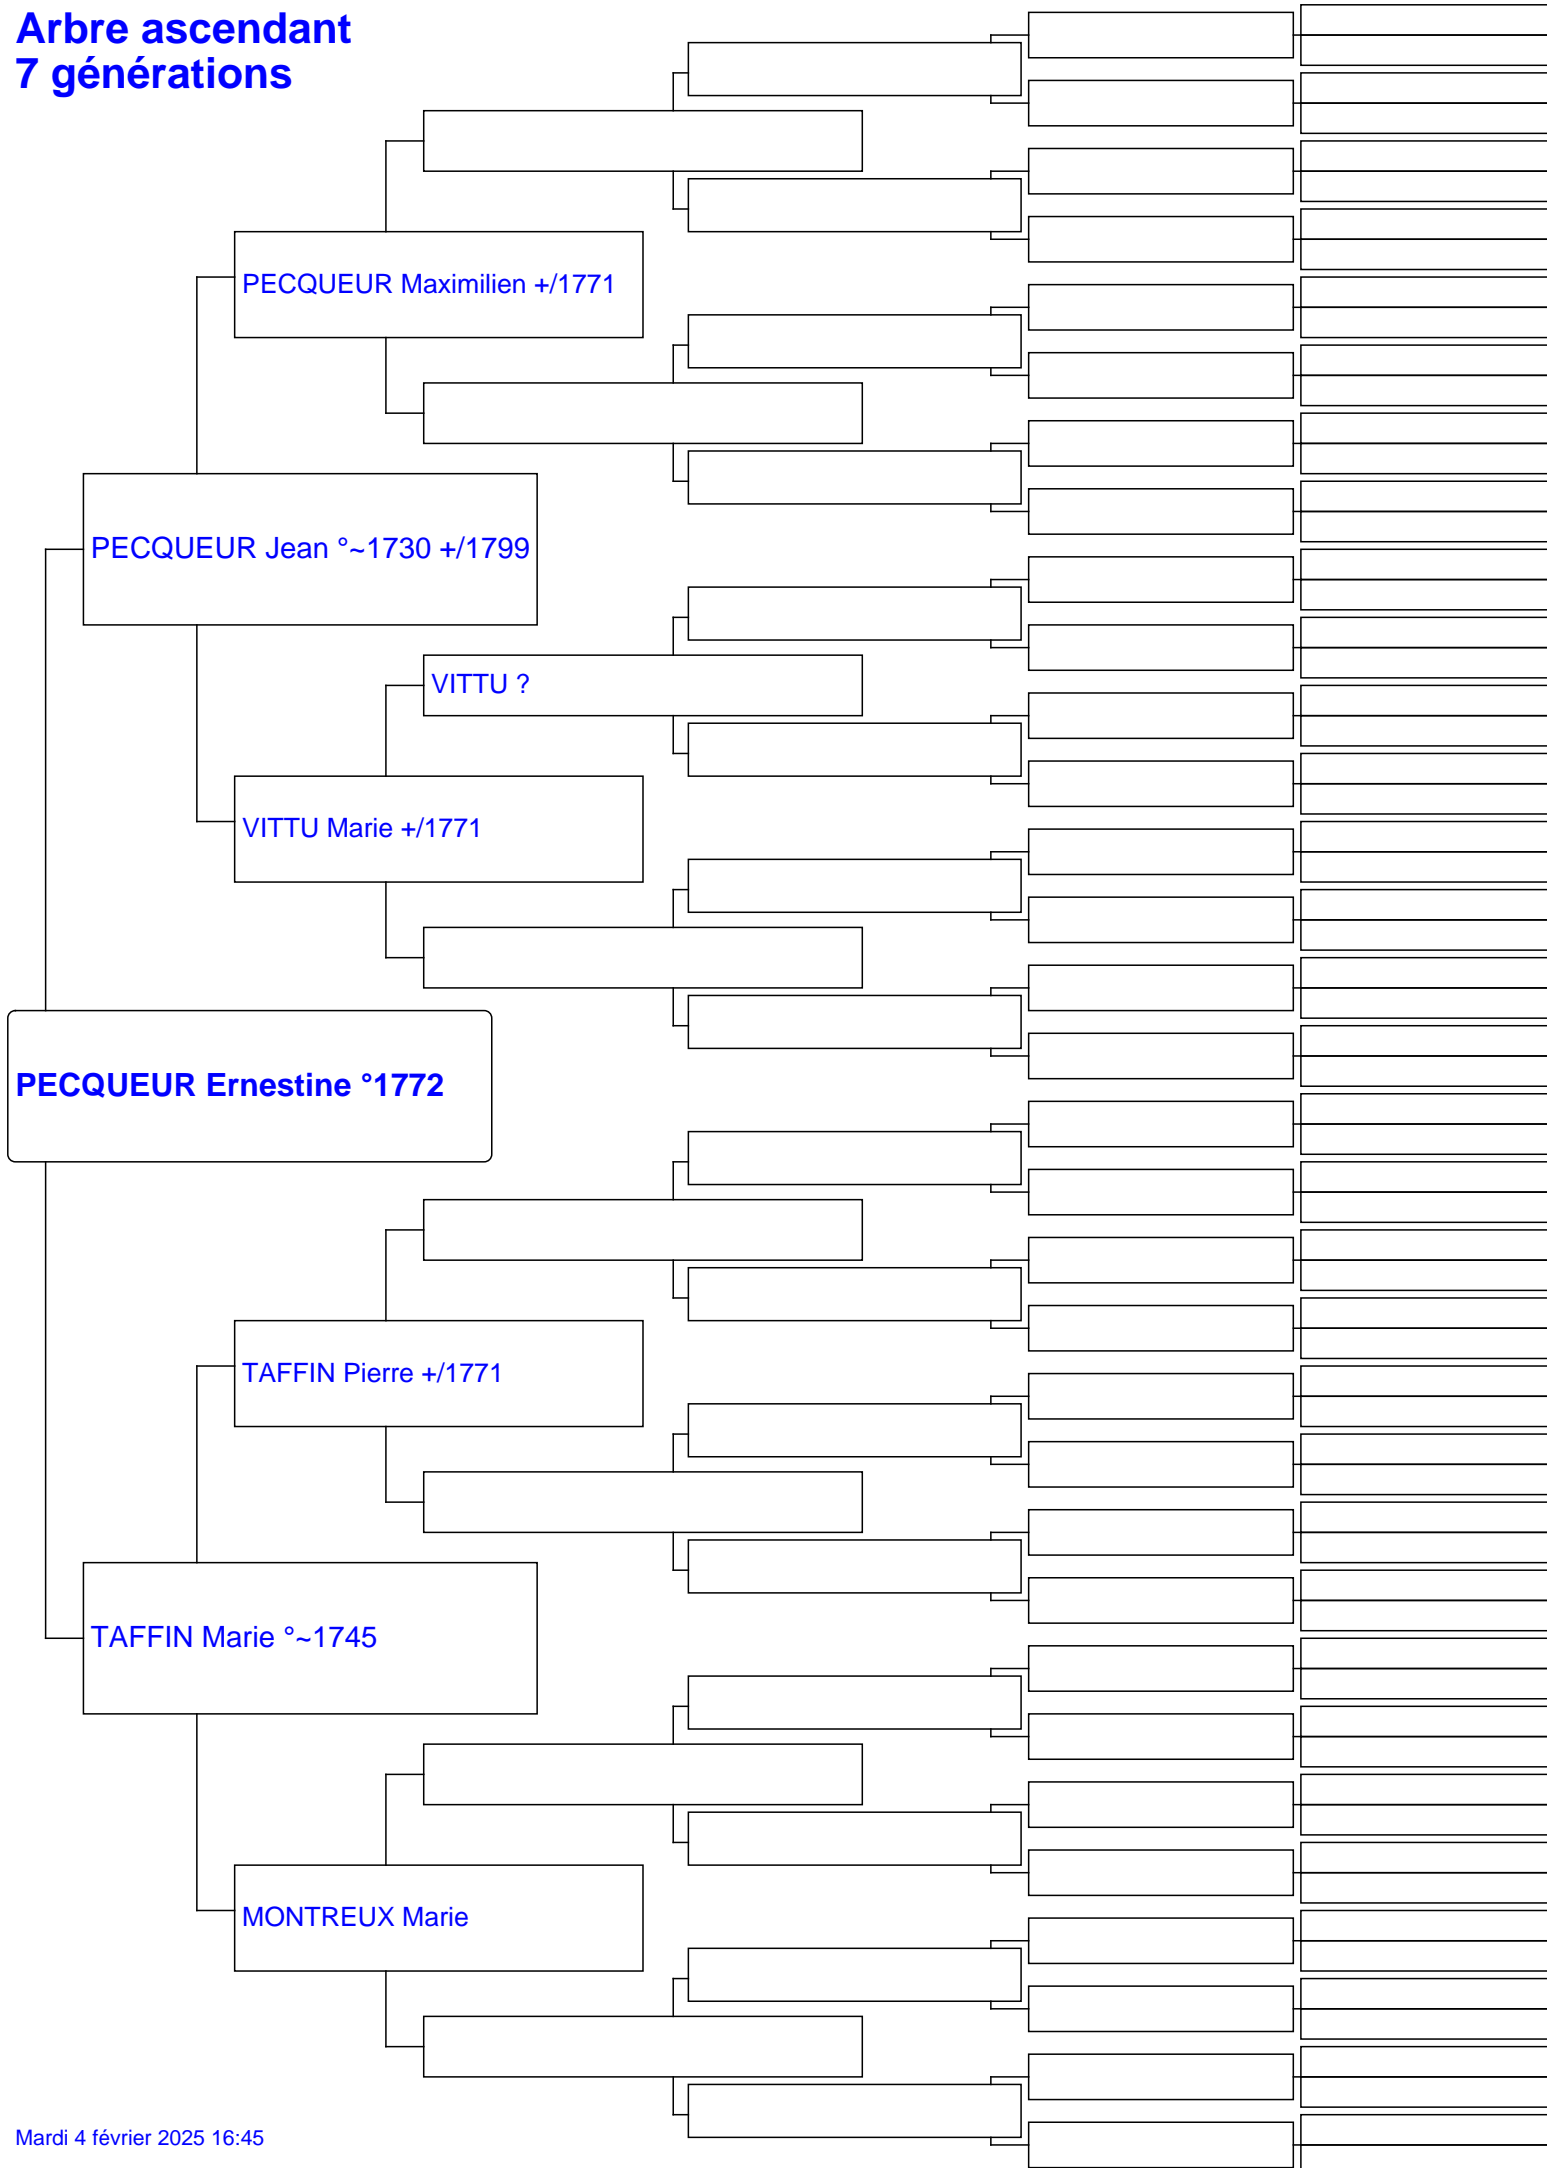 Arbre ascendant
7 générations
PECQUEUR Maximilien +/1771
PECQUEUR Jean °~1730 +/1799
VITTU ?
VITTU Marie +/1771
PECQUEUR Ernestine °1772
TAFFIN Pierre +/1771
TAFFIN Marie °~1745
MONTREUX Marie
Mardi 4 février 2025 16:45